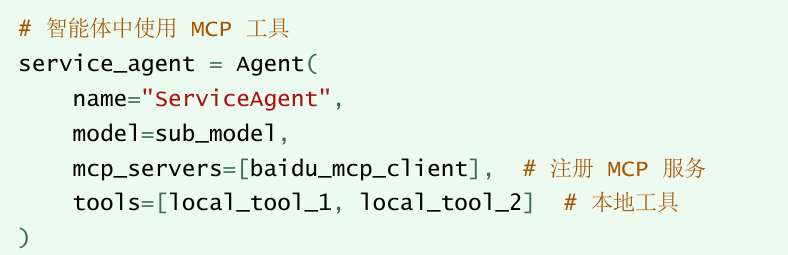 # 智能体中使用 MCP 工具
service_agent = Agent(
    name="ServiceAgent",
    model=sub_model,
    mcp_servers=[baidu_mcp_client],  # 注册 MCP 服务
    tools=[local_tool_1, local_tool_2]  # 本地工具
)